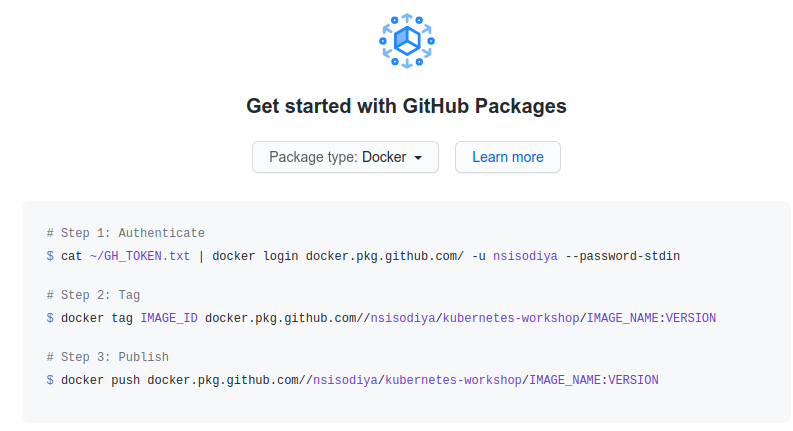 Get started with GitHub Packages
Package type: Docker
Learn more
# Step 1: Authenticate
$ cat ~/GH_TOKEN.txt | docker login docker.pkg.github.com/ -u nsisodiya --password-stdin
# Step 2: Tag
$ docker tag IMAGE_ID docker.pkg.github.com//nsisodiya/kubernetes-workshop/IMAGE_NAME:VERSION
# Step 3: Publish
$ docker push docker.pkg.github.com//nsisodiya/kubernetes-workshop/IMAGE_NAME:VERSION